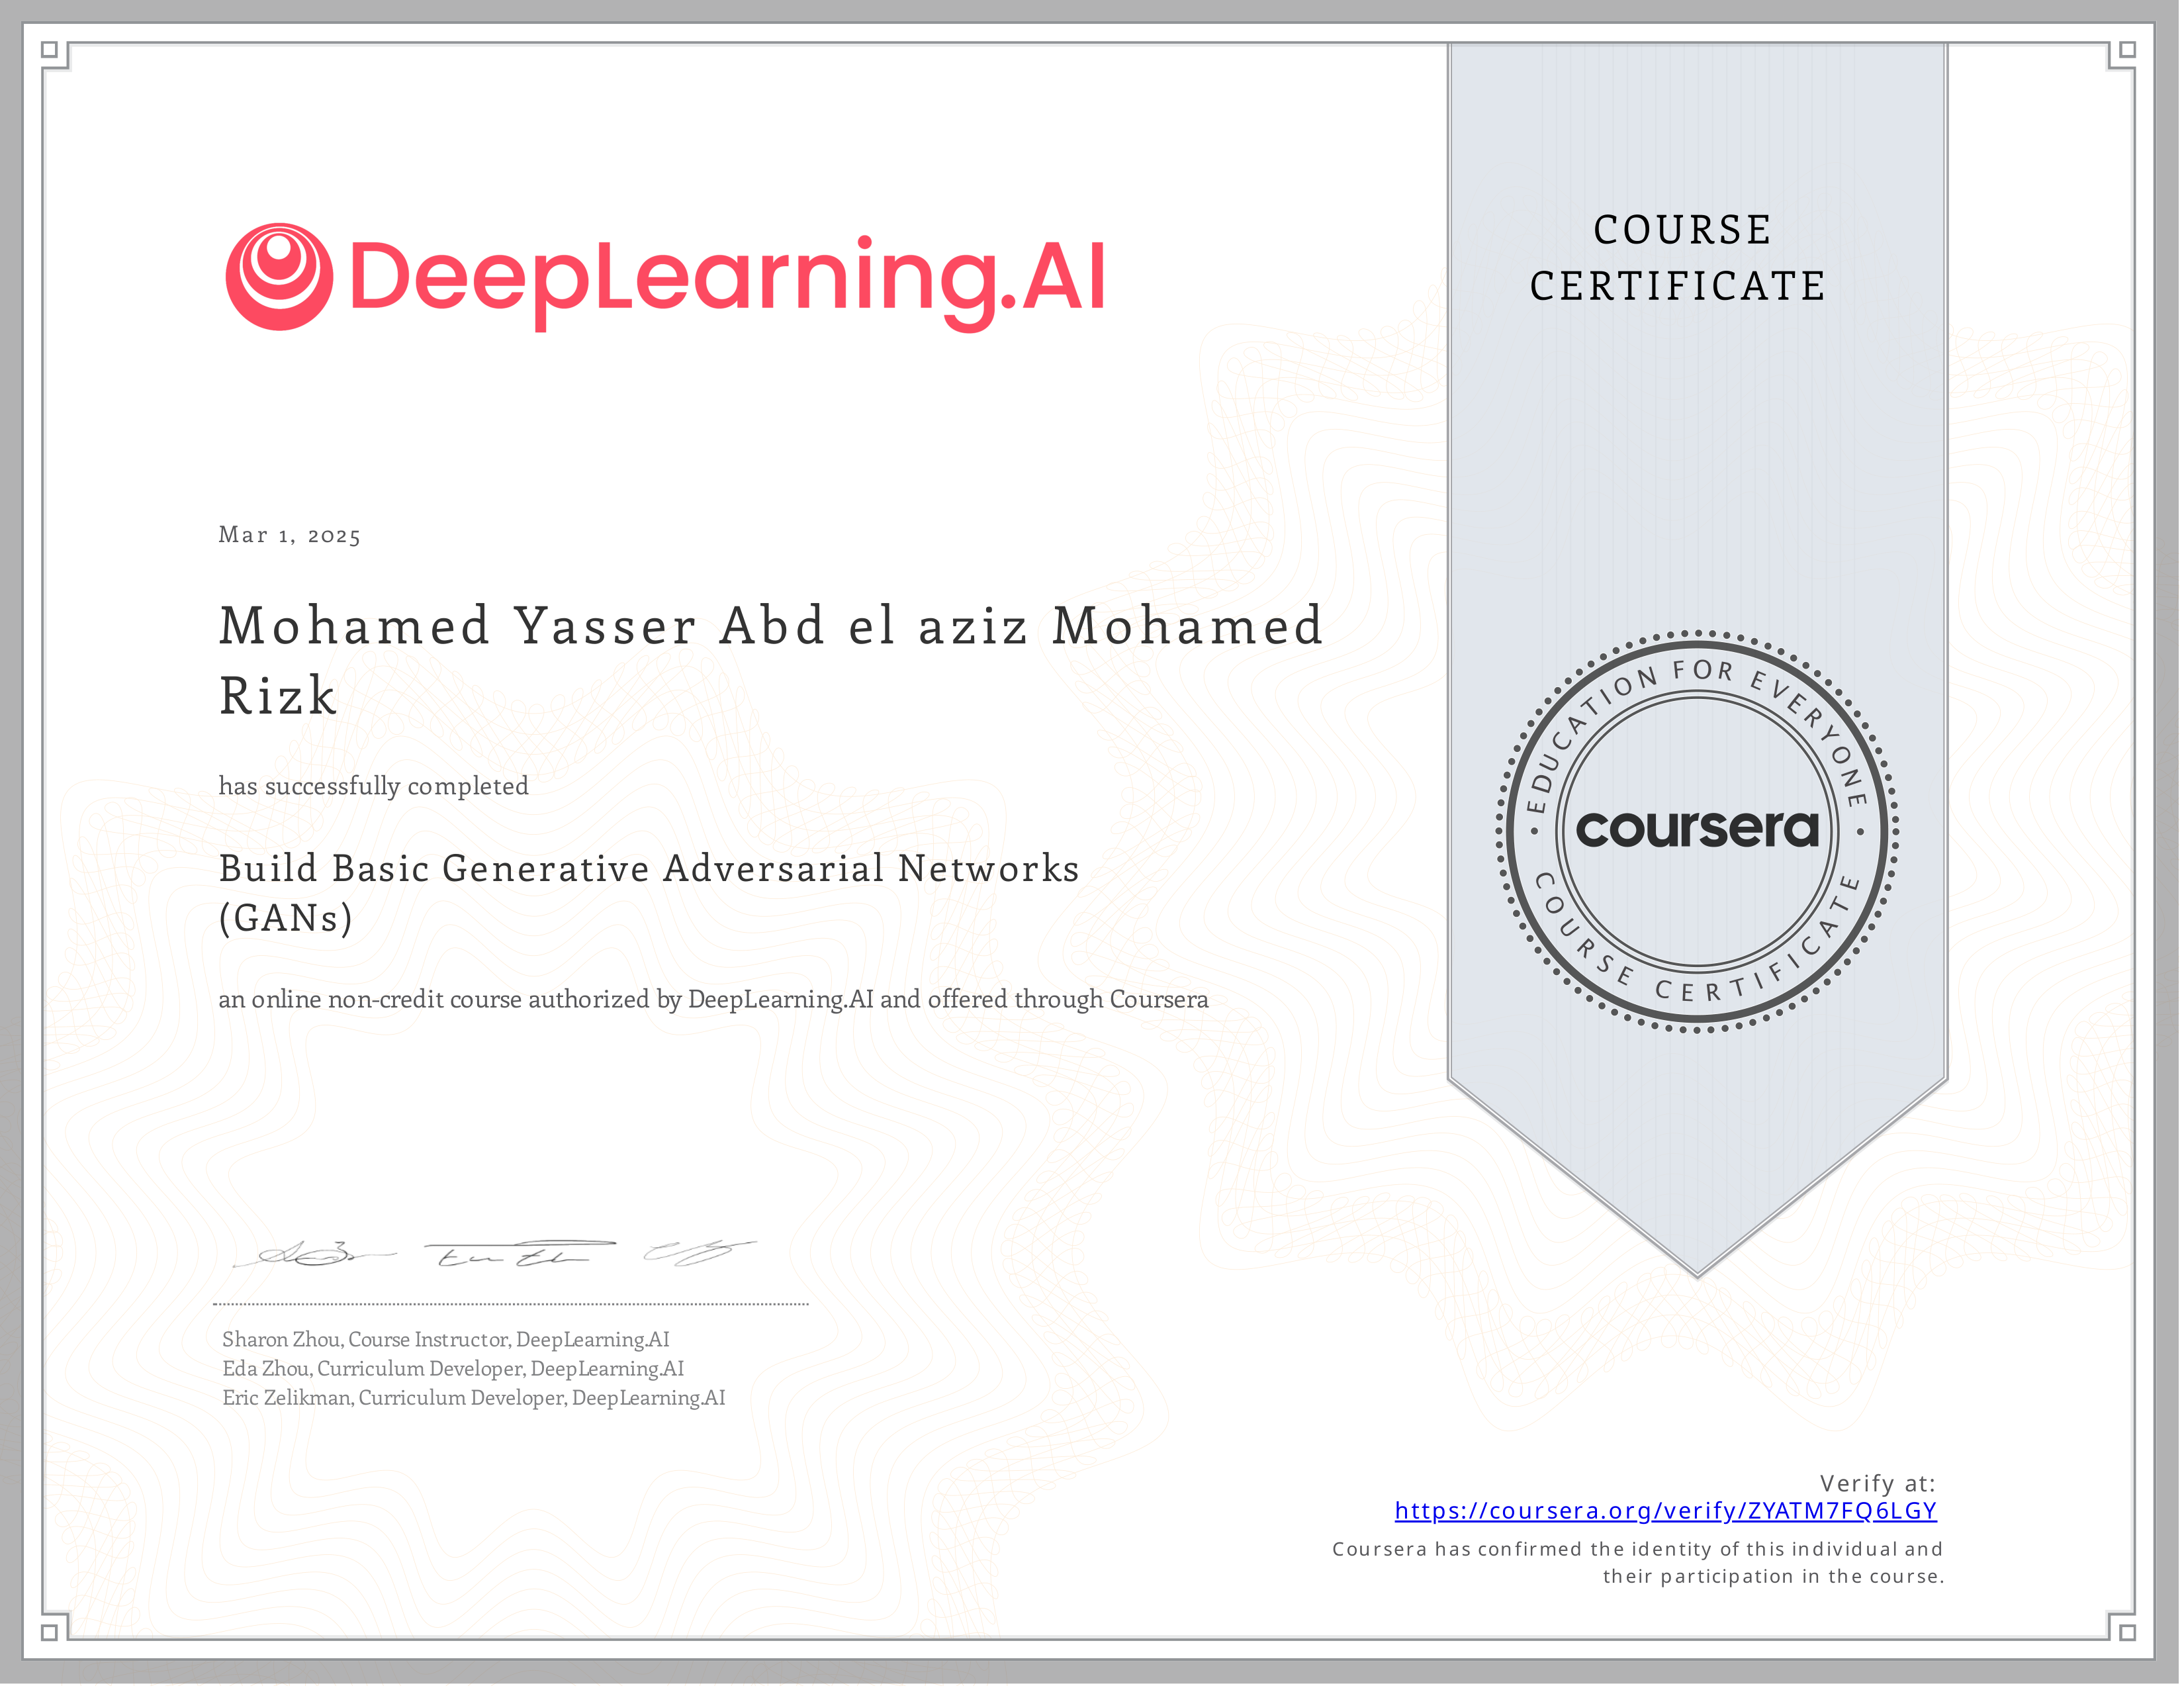 DeepLearning.AI
COURSE
CERTIFICATE
Mar 1, 2025
Mohamed Yasser Abd el aziz Mohamed
Rizk
has successfully completed
Build Basic Generative Adversarial Networks
(GANs)
an online non-credit course authorized by DeepLearning.AI and offered through Coursera
EDUCATION FOR EVERYONE
coursera
COURSE CERTIFICATE
Sharon Zhou, Course Instructor, DeepLearning.AI
Eda Zhou, Curriculum Developer, DeepLearning.AI
Eric Zelikman, Curriculum Developer, DeepLearning.AI
Verify at:
https://coursera.org/verify/ZYATM7FQ6LGY
Coursera has confirmed the identity of this individual and
their participation in the course.